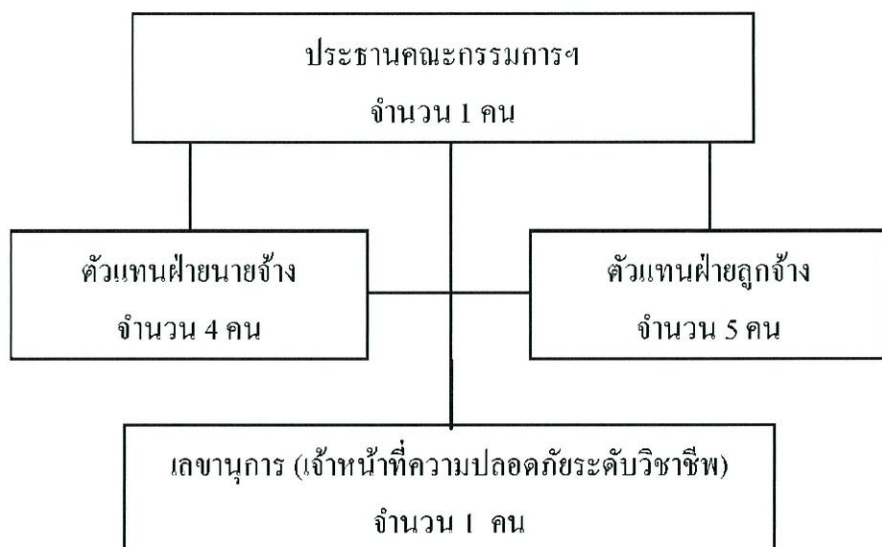 ประธานคณะกรรมการฯ
จำนวน 1 คน
ตัวแทนฝ่ายนายจ้าง
จำนวน 4 คน
ตัวแทนฝ่ายลูกจ้าง
จำนวน 5 คน
เลขานุการ (เจ้าหน้าที่ความปลอดภัยระดับวิชาชีพ)
จำนวน 1 คน